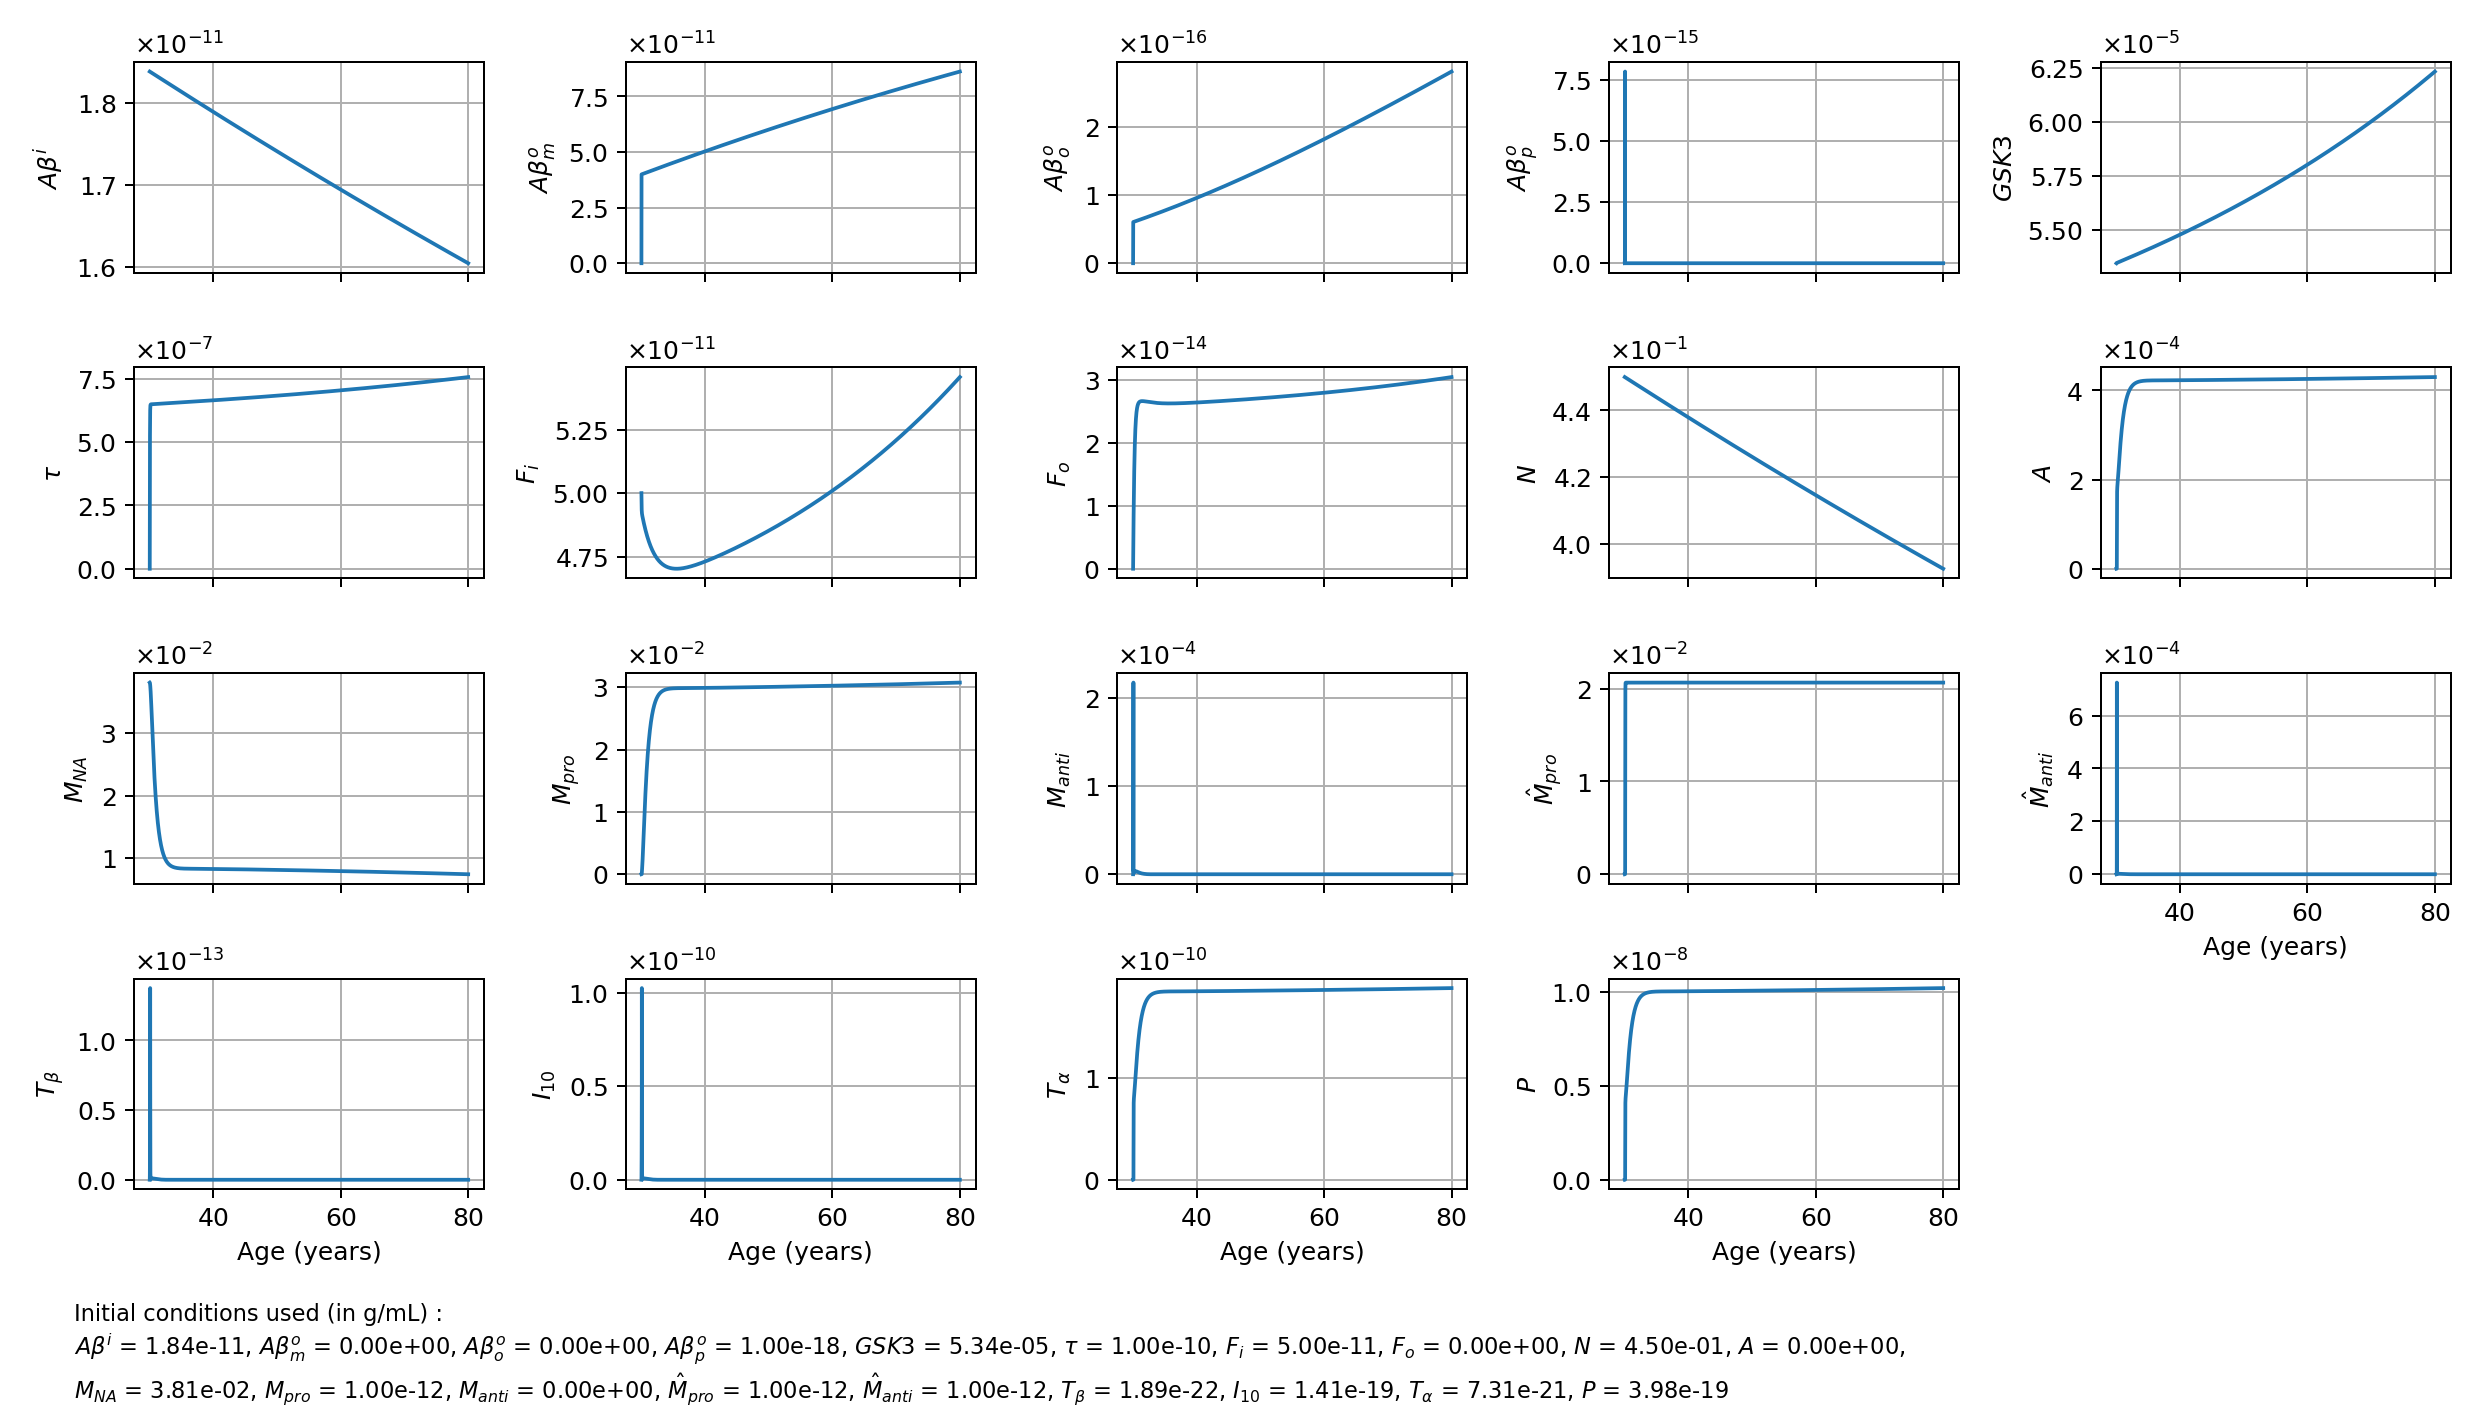 ×10⁻¹¹ ×10⁻¹¹ ×10⁻¹⁶ ×10⁻¹⁵ ×10⁻⁵
1.8
1.7
1.6
Aβⁱ
7.5
5.0
2.5
0.0
Aβₘᵒ
2
1
0
Aβₒᵒ
7.5
5.0
2.5
0.0
Aβₚᵒ
6.25
6.00
5.75
5.50
GSK3
×10⁻⁷ ×10⁻¹¹ ×10⁻¹⁴ ×10⁻¹ ×10⁻⁴
7.5
5.0
2.5
0.0
τ
5.25
5.00
4.75
Fᵢ
3
2
1
0
Fₒ
4.4
4.2
4.0
N
4
2
0
A
×10⁻² ×10⁻² ×10⁻⁴ ×10⁻² ×10⁻⁴
3
2
1
M_NA
3
2
1
0
M_pro
2
1
0
M_anti
2
1
0
M̂_pro
6
4
2
0
M̂_anti
40 60 80
Age (years)
×10⁻¹³ ×10⁻¹⁰ ×10⁻¹⁰ ×10⁻⁸
1.0
0.5
0.0
T_β
40 60 80
Age (years)
1.0
0.5
0.0
I₁₀
40 60 80
Age (years)
1
0
T_α
40 60 80
Age (years)
1.0
0.5
0.0
P
40 60 80
Age (years)
Initial conditions used (in g/mL) :
Aβⁱ = 1.84e-11, Aβₘᵒ = 0.00e+00, Aβₒᵒ = 0.00e+00, Aβₚᵒ = 1.00e-18, GSK3 = 5.34e-05, τ = 1.00e-10, Fᵢ = 5.00e-11, Fₒ = 0.00e+00, N = 4.50e-01, A = 0.00e+00,
M_NA = 3.81e-02, M_pro = 1.00e-12, M_anti = 0.00e+00, M̂_pro = 1.00e-12, M̂_anti = 1.00e-12, T_β = 1.89e-22, I₁₀ = 1.41e-19, T_α = 7.31e-21, P = 3.98e-19